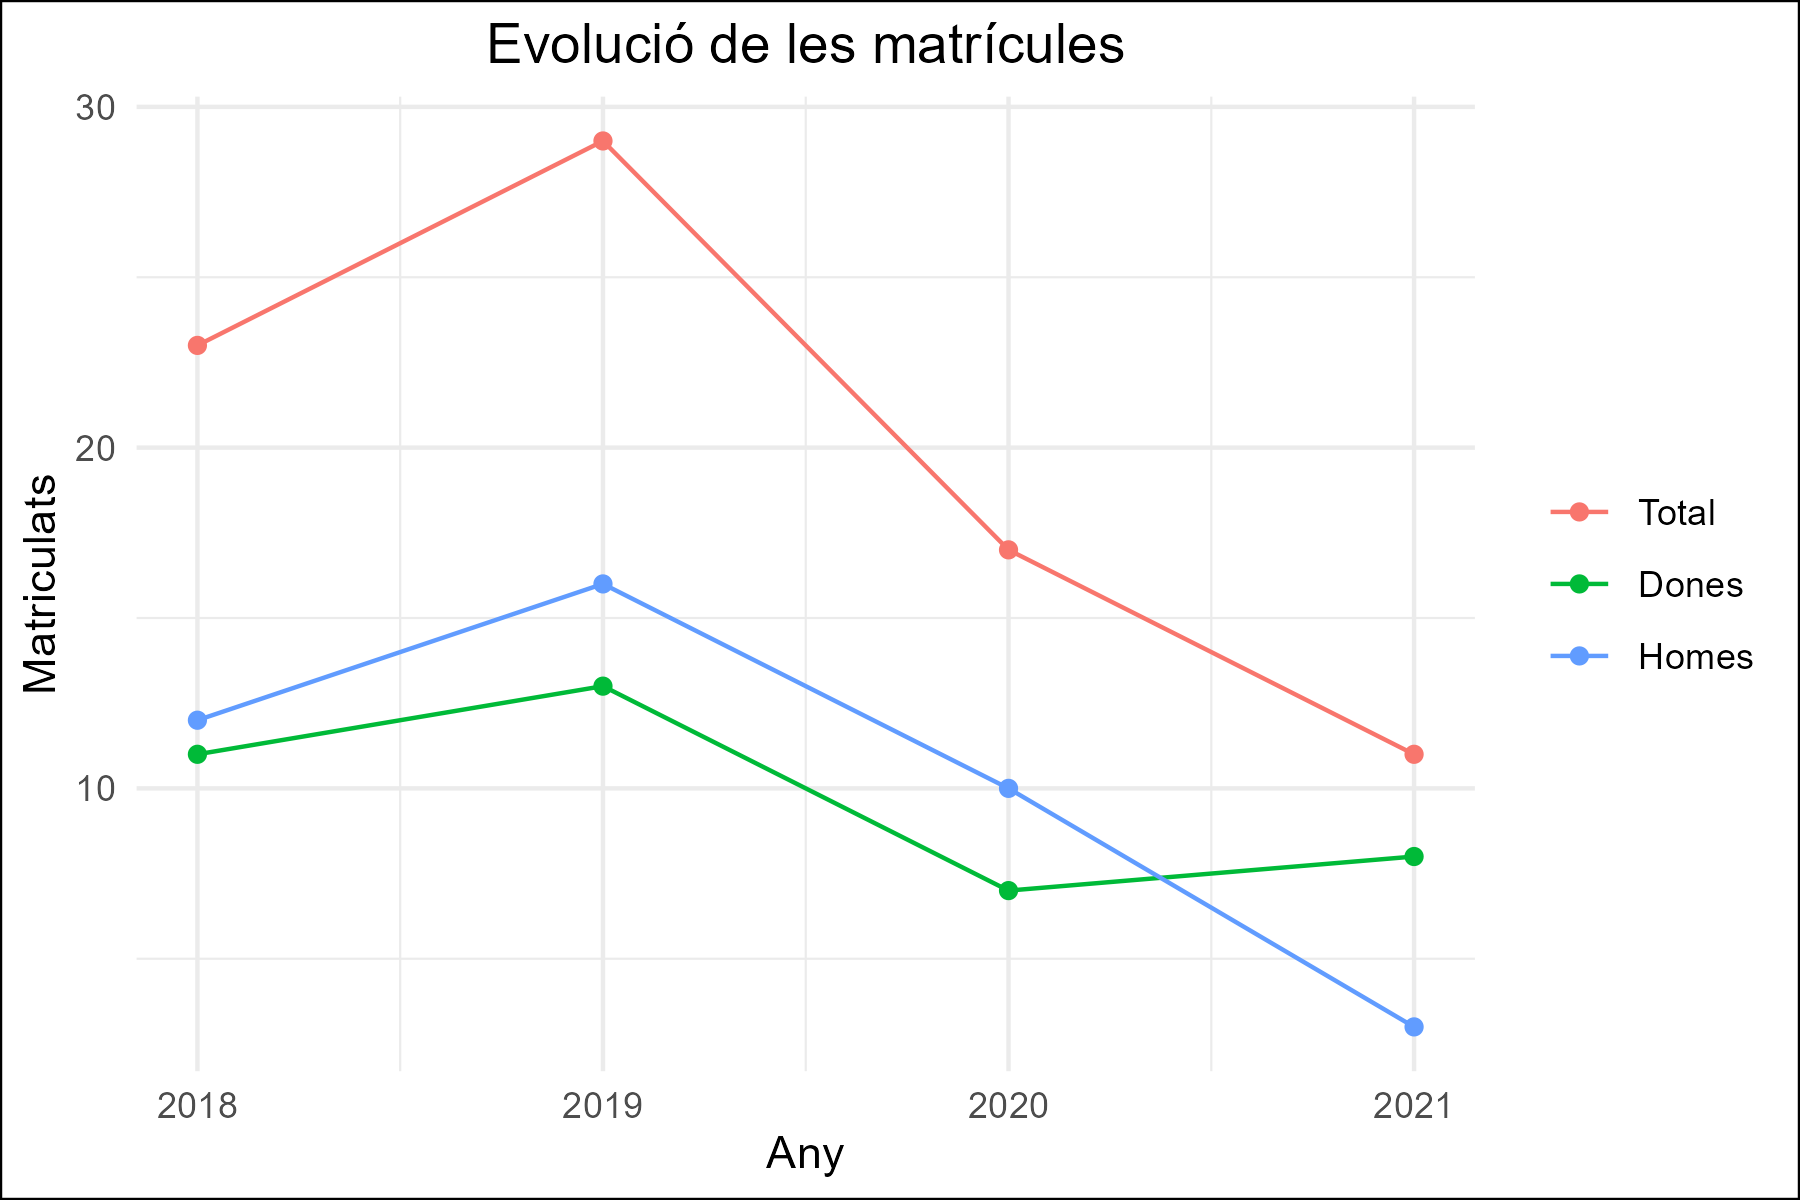 Evolució de les matrícules
30
20
10
Matriculats
2018
2019
2020
2021
Any
Total
Dones
Homes